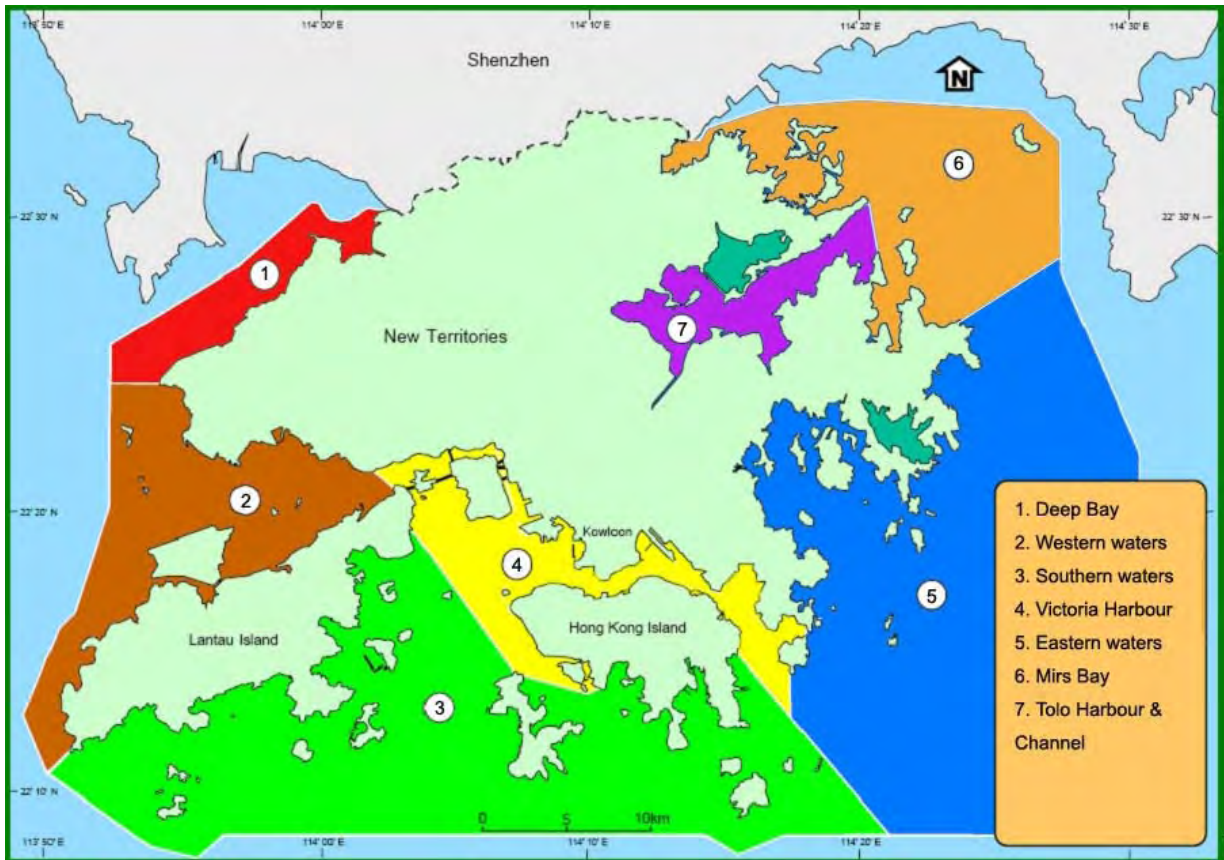 113° 50' E
114° 00' E
114° 10' E
114° 20' E
114° 30' E
Shenzhen
N
6
22° 30' N
22° 30' N
1
New Territories
7
2
22° 20' N
Kowloon
4
5
Lantau Island
Hong Kong Island
3
22° 10' N
0 5 10km
113° 50' E
114° 00' E
114° 10' E
114° 20' E
1. Deep Bay
2. Western waters
3. Southern waters
4. Victoria Harbour
5. Eastern waters
6. Mirs Bay
7. Tolo Harbour &
Channel